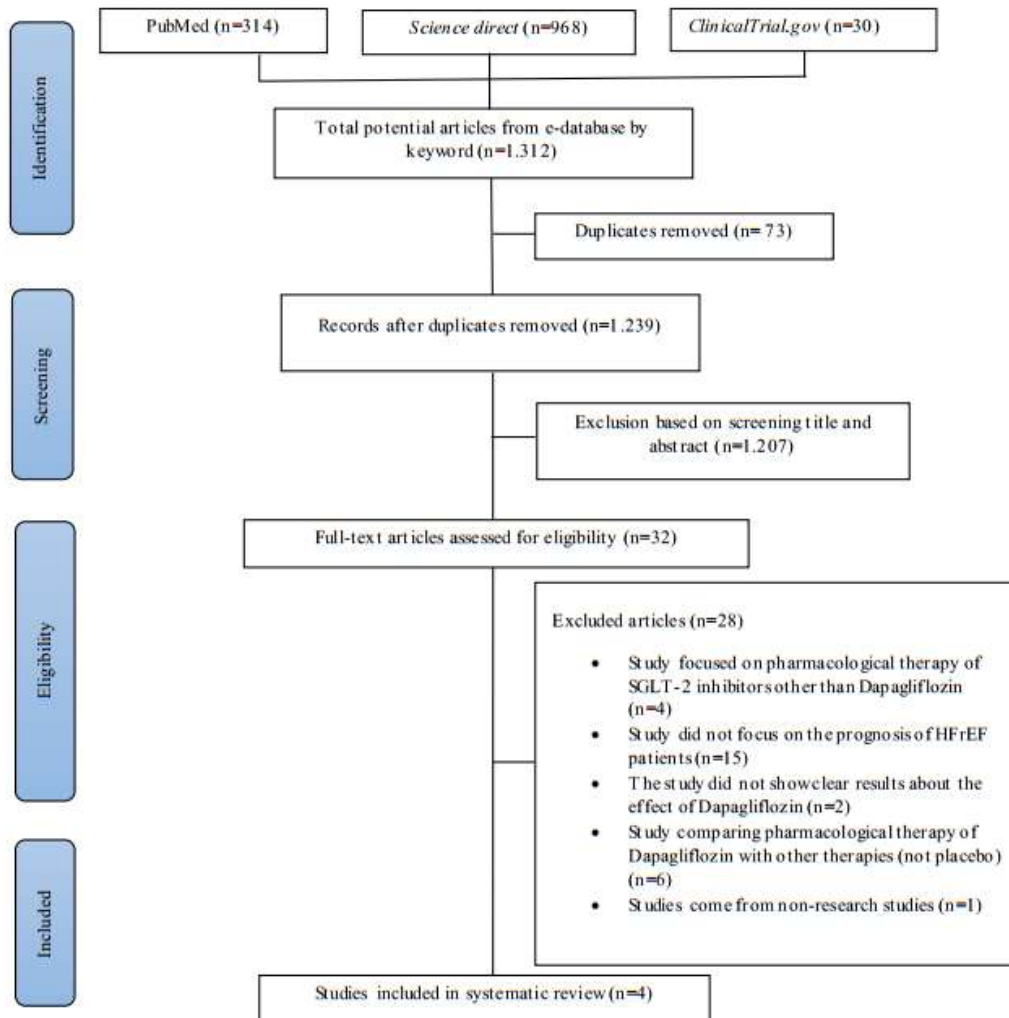 PubMed (n=314)
Science direct (n=968)
ClinicalTrial.gov (n=30)
Identification
Total potential articles from e-database by
keyword (n=1.312)
Duplicates removed (n= 73)
Screening
Records after duplicates removed (n=1.239)
Exclusion based on screening title and
abstract (n=1.207)
Eligibility
Full-text articles assessed for eligibility (n=32)
Excluded articles (n=28)
• Study focused on pharmacological therapy of
SGLT-2 inhibitors other than Dapagliflozin
(n=4)
• Study did not focus on the prognosis of HFrEF
patients (n=15)
• The study did not show clear results about the
effect of Dapagliflozin (n=2)
• Study comparing pharmacological therapy of
Dapagliflozin with other therapies (not placebo)
(n=6)
• Studies come from non-research studies (n=1)
Included
Studies included in systematic review (n=4)